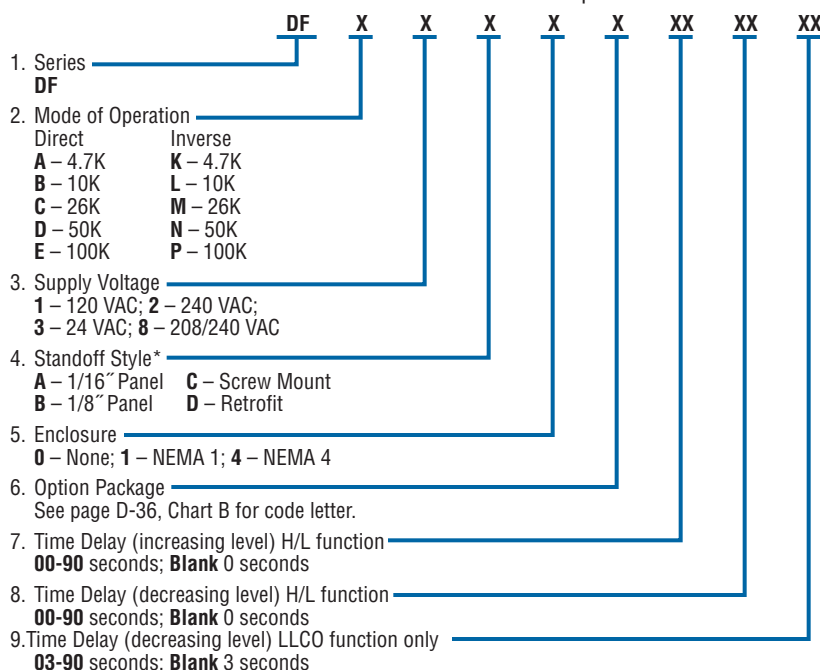 DF X X X X X XX XX XX
1. Series
DF
2. Mode of Operation
Direct Inverse
A – 4.7K K – 4.7K
B – 10K L – 10K
C – 26K M – 26K
D – 50K N – 50K
E – 100K P – 100K
3. Supply Voltage
1 – 120 VAC; 2 – 240 VAC;
3 – 24 VAC; 8 – 208/240 VAC
4. Standoff Style*
A – 1/16˝ Panel C – Screw Mount
B – 1/8˝ Panel D – Retrofit
5. Enclosure
0 – None; 1 – NEMA 1; 4 – NEMA 4
6. Option Package
See page D-36, Chart B for code letter.
7. Time Delay (increasing level) H/L function
00-90 seconds; Blank 0 seconds
8. Time Delay (decreasing level) H/L function
00-90 seconds; Blank 0 seconds
9.Time Delay (decreasing level) LLCO function only
03-90 seconds; Blank 3 seconds